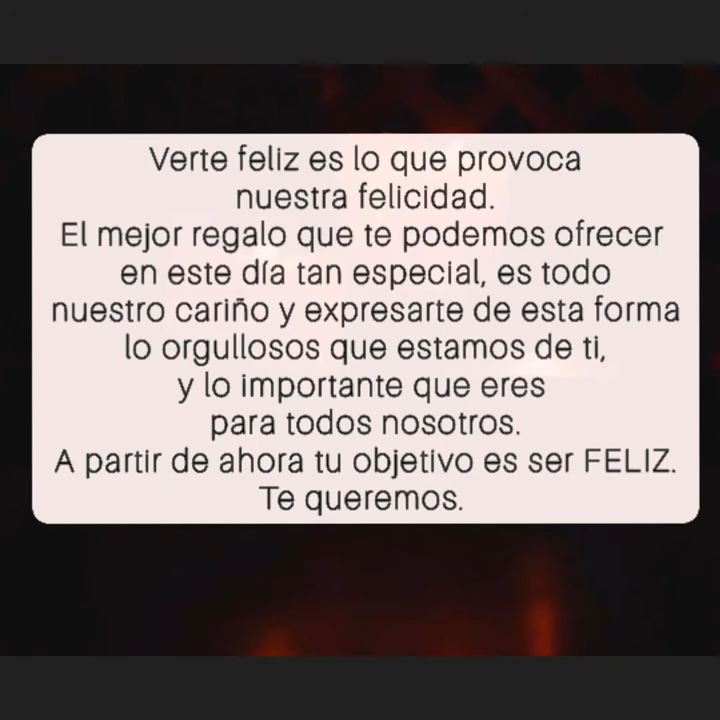 Verte feliz es lo que provoca
nuestra felicidad.
El mejor regalo que te podemos ofrecer
en este día tan especial, es todo
nuestro cariño y expresarte de esta forma
lo orgullosos que estamos de ti,
y lo importante que eres
para todos nosotros.
A partir de ahora tu objetivo es ser FELIZ.
Te queremos.